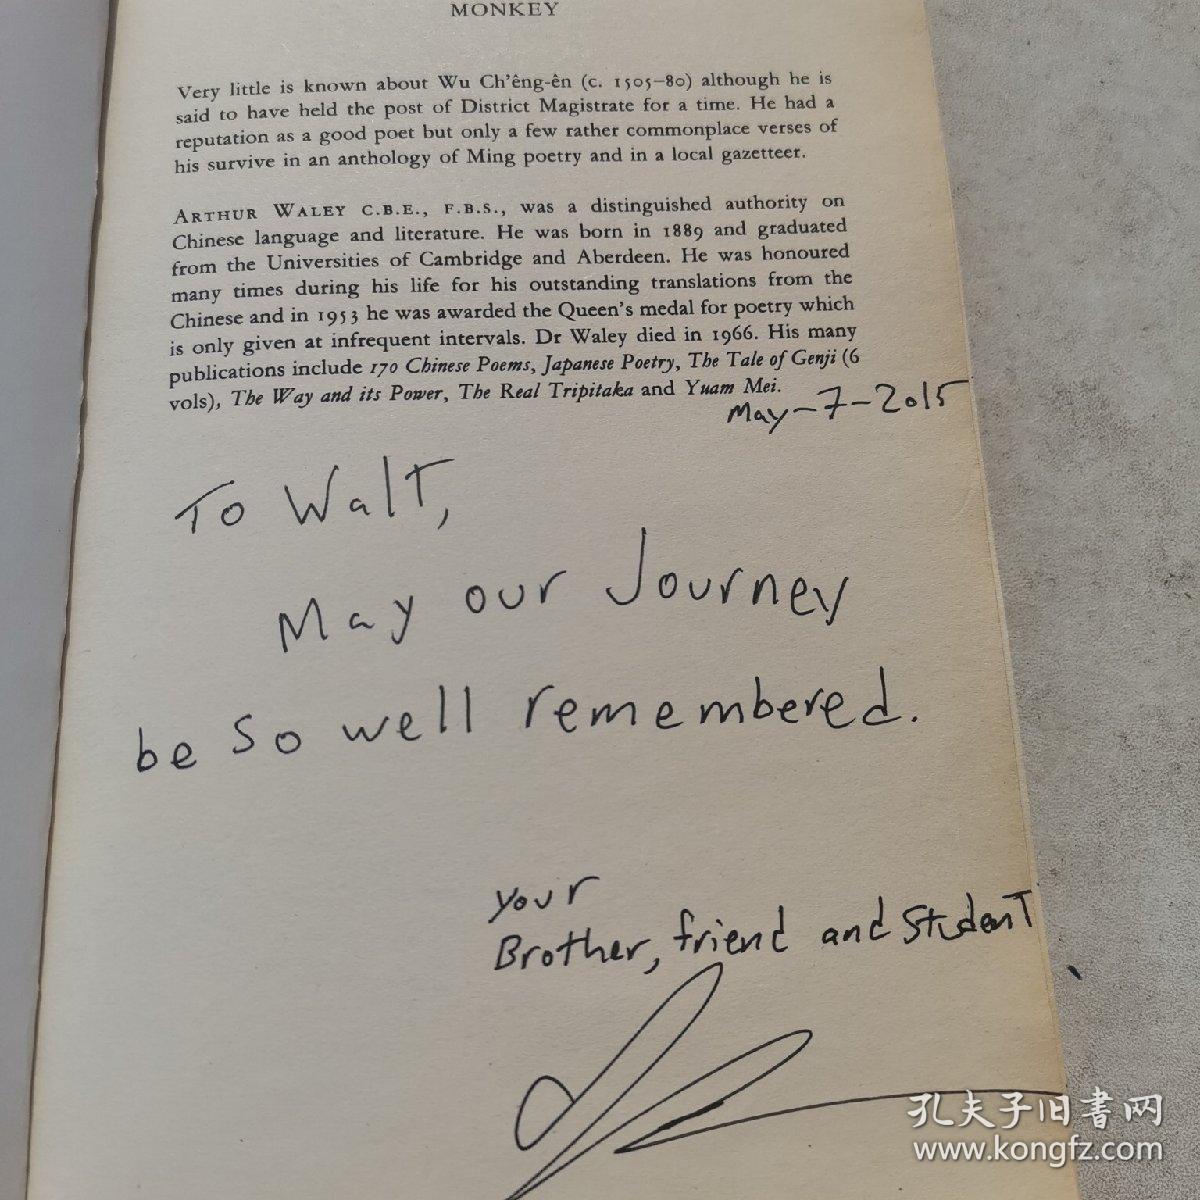 MONKEY
Very little is known about Wu Ch'êng-ên (c. 1505–80) although he is
said to have held the post of District Magistrate for a time. He had a
reputation as a good poet but only a few rather commonplace verses of
his survive in an anthology of Ming poetry and in a local gazetteer.
ARTHUR WALEY C.B.E., F.B.S., was a distinguished authority on
Chinese language and literature. He was born in 1889 and graduated
from the Universities of Cambridge and Aberdeen. He was honoured
many times during his life for his outstanding translations from the
Chinese and in 1953 he was awarded the Queen's medal for poetry which
is only given at infrequent intervals. Dr Waley died in 1966. His many
publications include 170 Chinese Poems, Japanese Poetry, The Tale of Genji (6
vols), The Way and its Power, The Real Tripitaka and Yuam Mei.
May-7-2015
To Walt,
May our Journey
be so well remembered.
your
Brother, friend and Student
孔夫子旧書网
www.kongfz.com